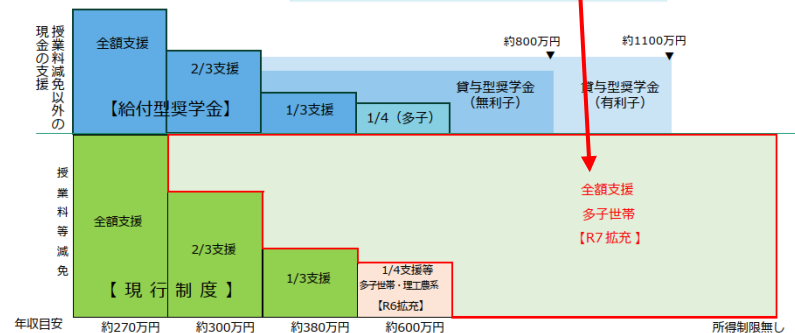 授業料減免以外の
現金の支援
全額支援
2/3支援
1/3支援
1/4（多子）
【給付型奨学金】
約800万円
▼
約1100万円
▼
貸与型奨学金
（無利子）
貸与型奨学金
（有利子）
授業料等減免
全額支援
2/3支援
1/3支援
1/4支援等
多子世帯・理工農系
【R6拡充】
【現行制度】
全額支援
多子世帯
【R7拡充】
年収目安
約270万円
約300万円
約380万円
約600万円
所得制限無し